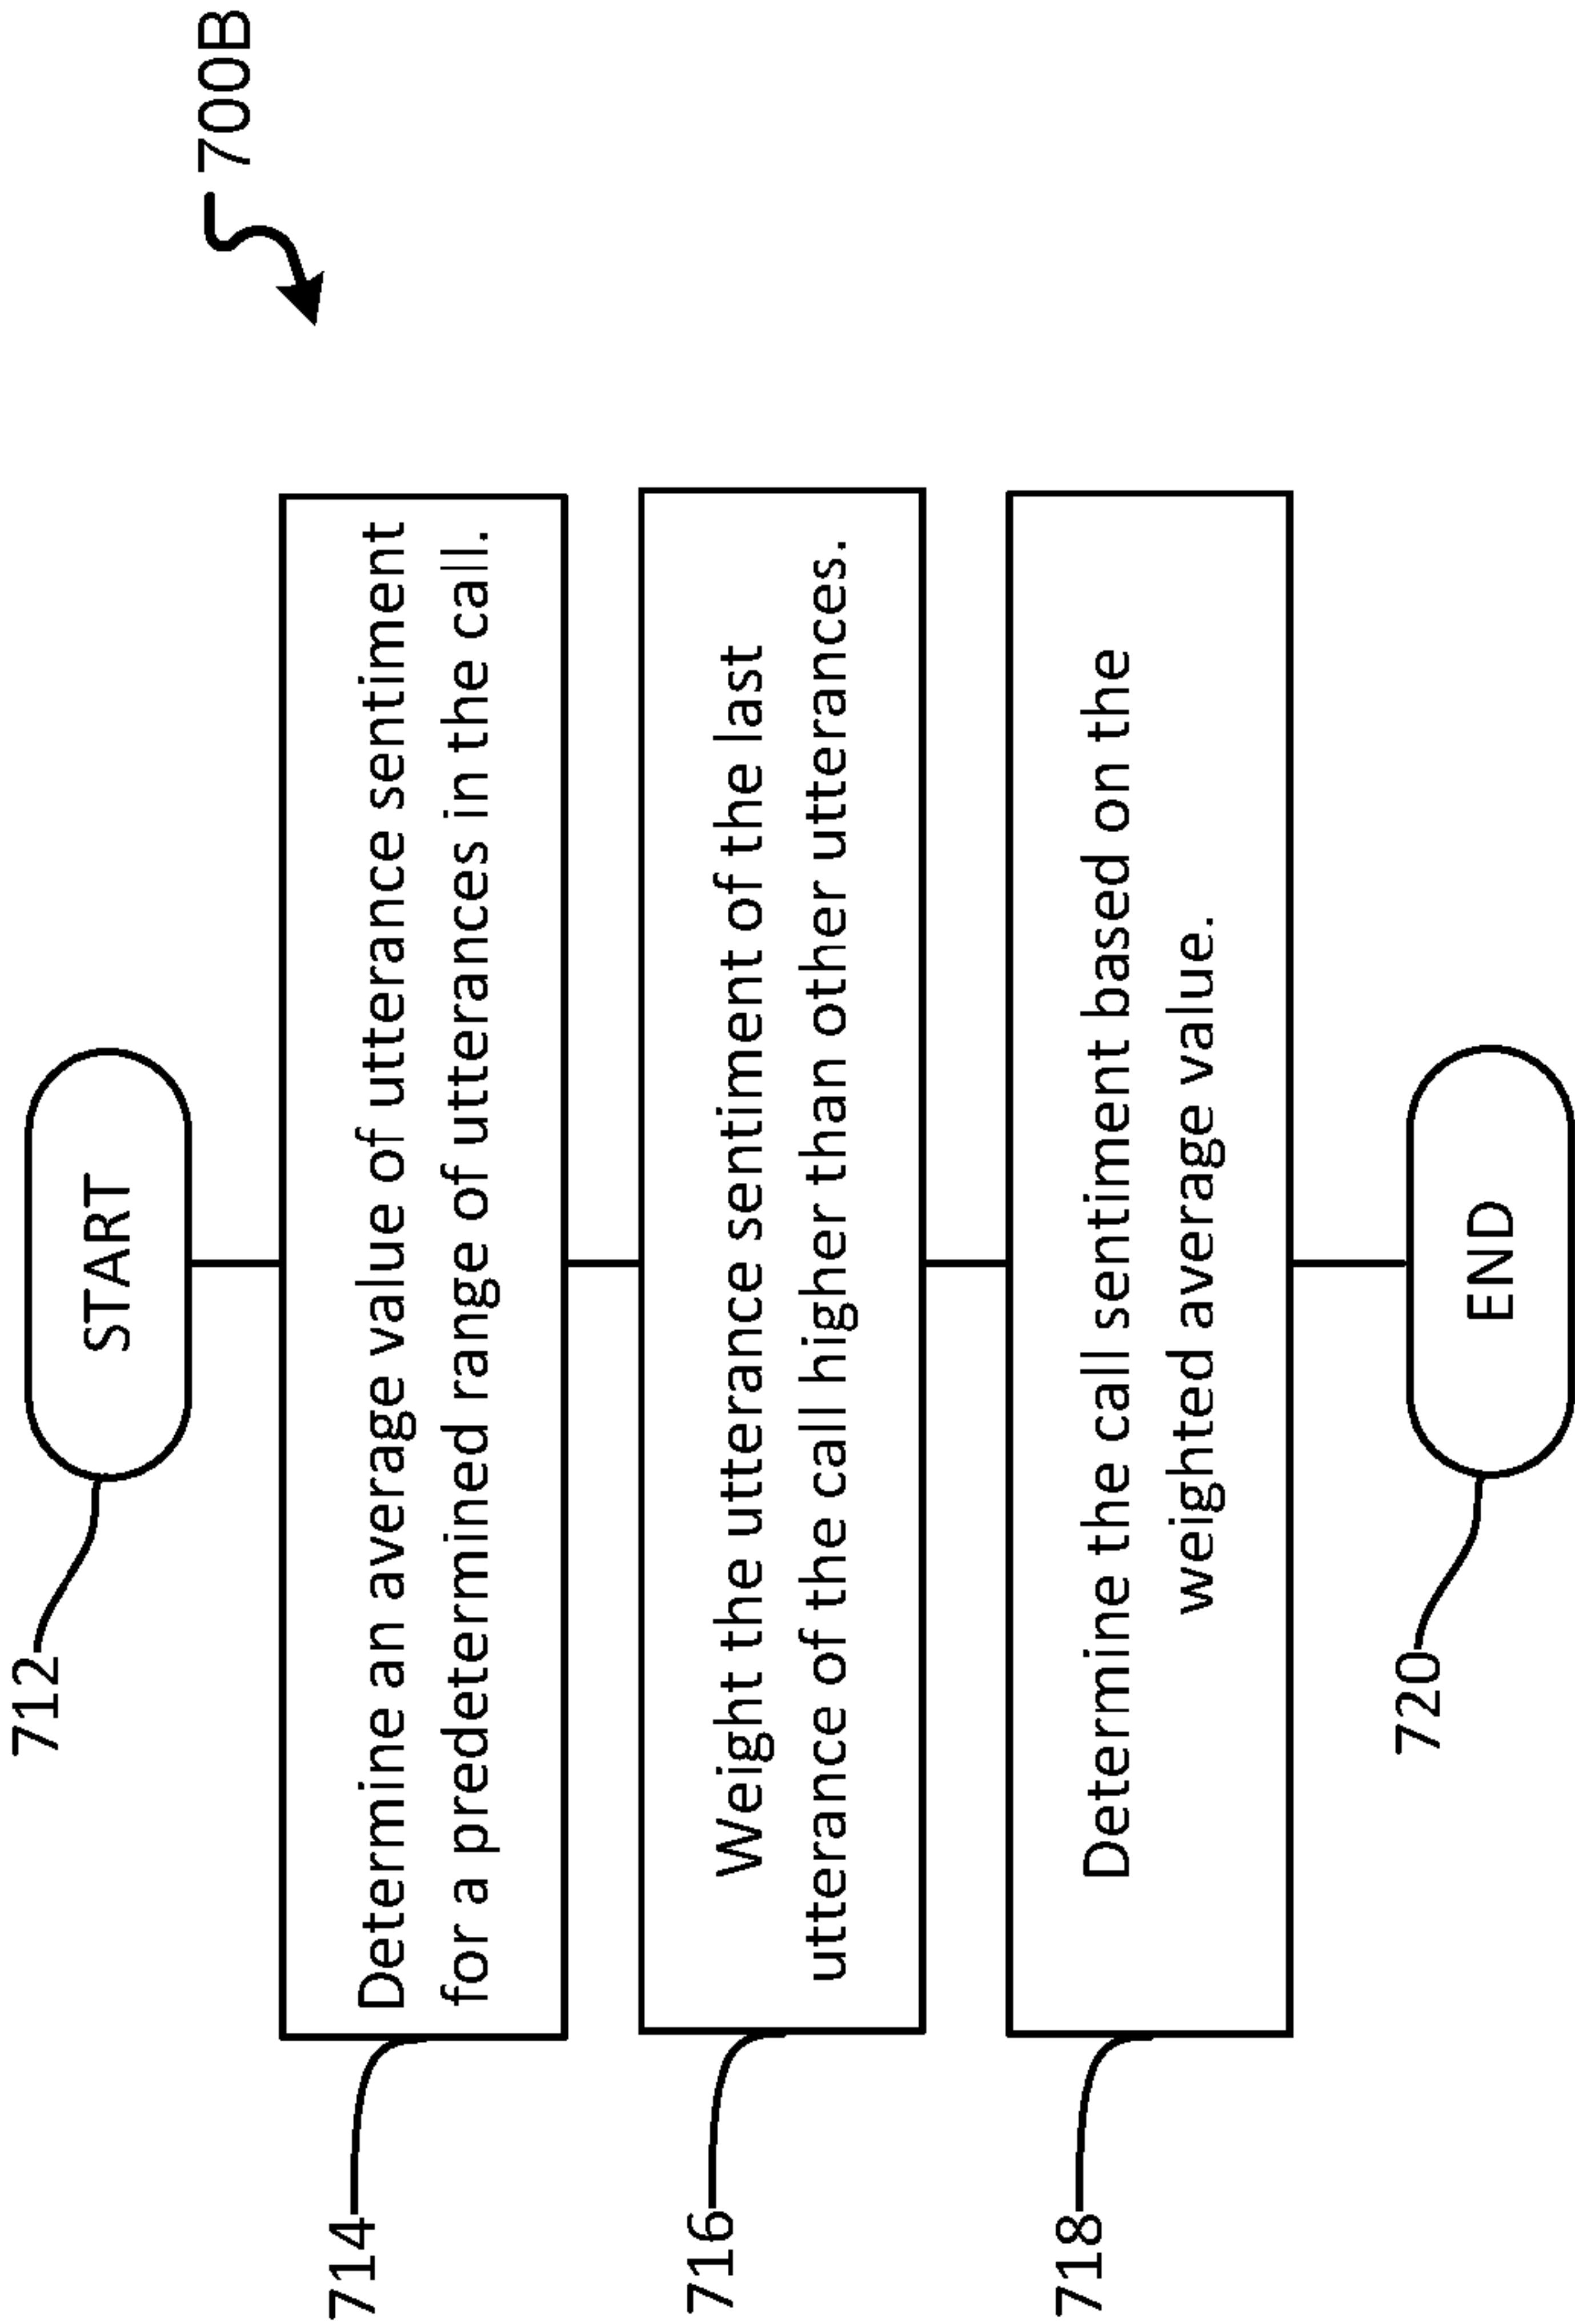 700B
712
START
714
Determine an average value of utterance sentiment
for a predetermined range of utterances in the call.
716
Weight the utterance sentiment of the last
utterance of the call higher than other utterances.
718
Determine the call sentiment based on the
weighted average value.
720
END